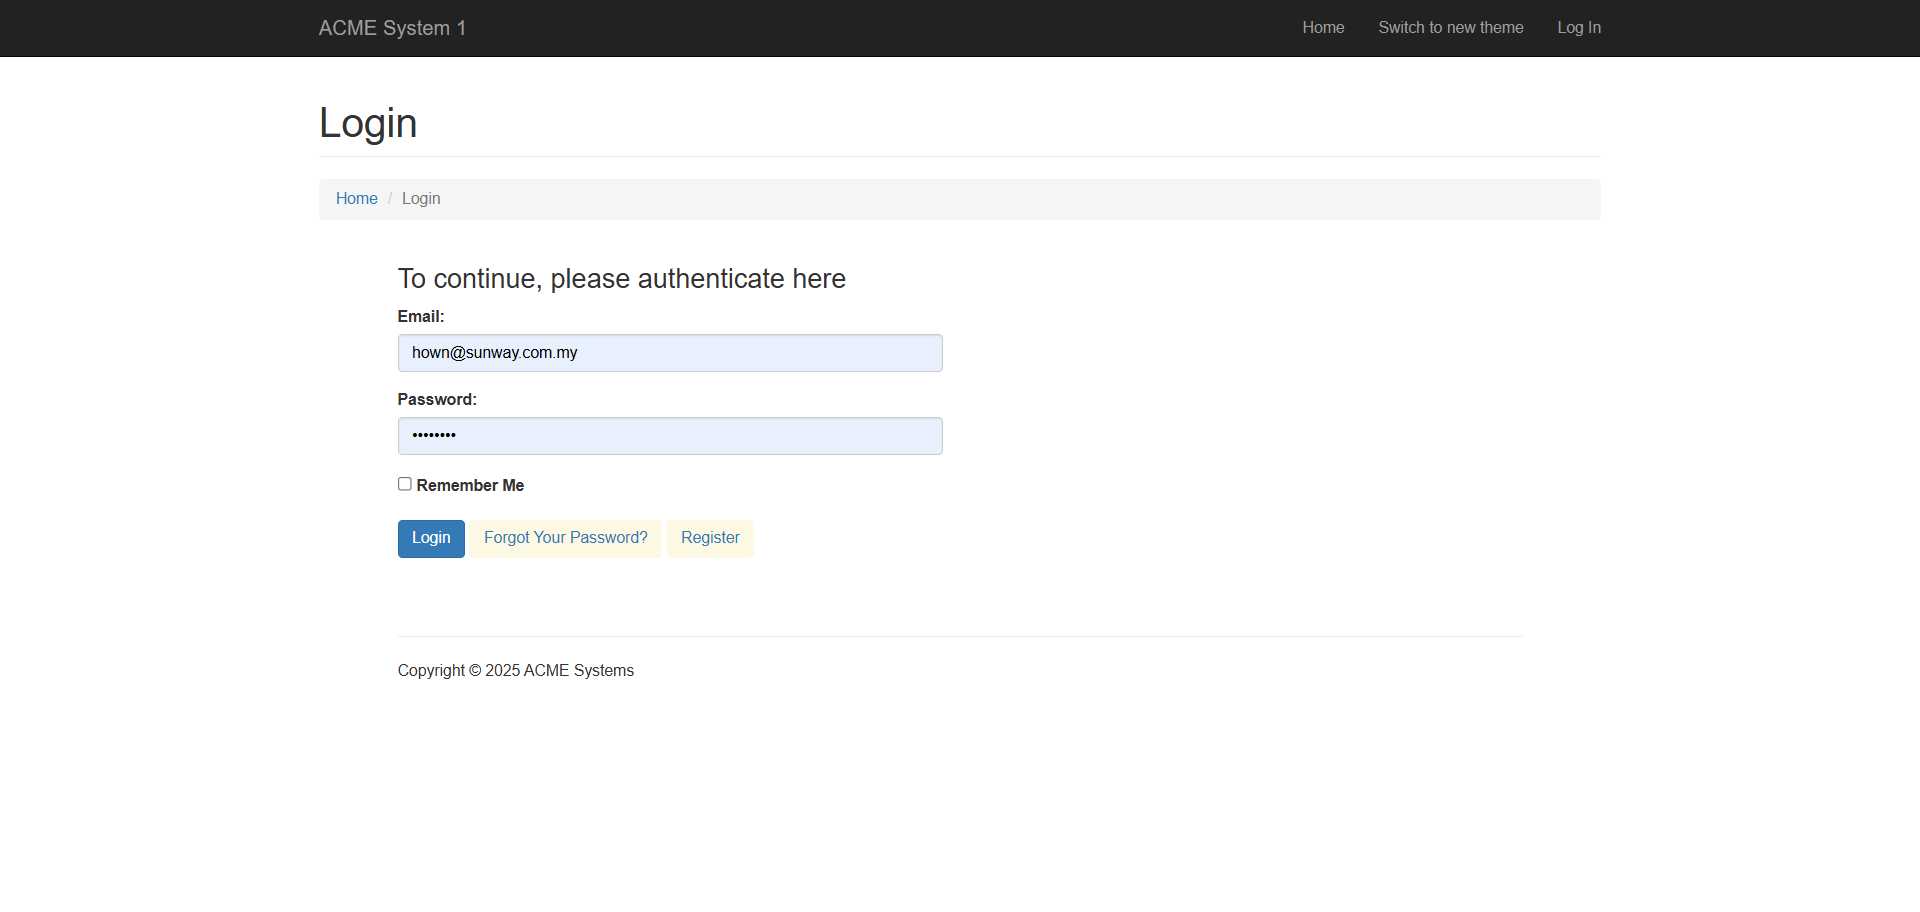 ACME System 1
Home
Switch to new theme
Log In
Login
Home / Login
To continue, please authenticate here
Email:
hown@sunway.com.my
Password:
••••••••
Remember Me
Login
Forgot Your Password?
Register
Copyright © 2025 ACME Systems